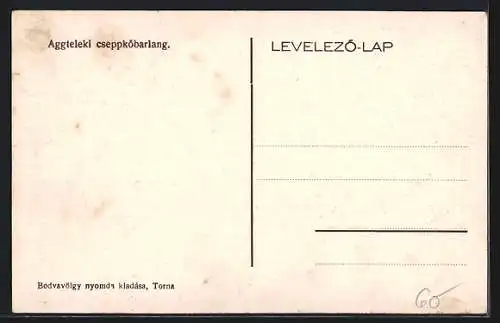 Aggteleki cseppkőbarlang.
LEVELEZŐ-LAP
Bodvavölgy nyomda kiadása, Torna
60